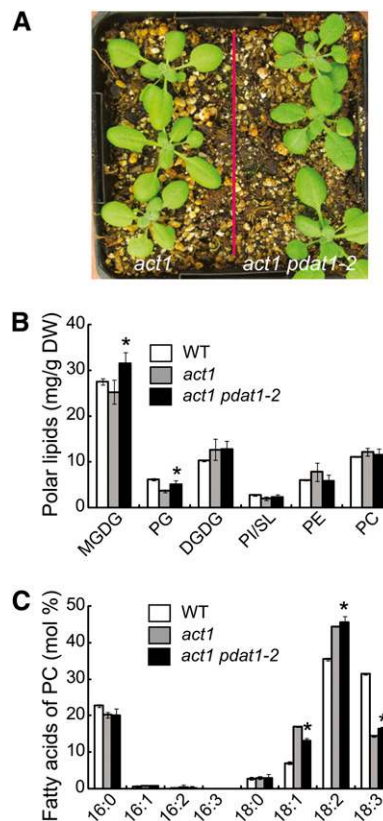 A
act1
act1 pdat1-2
B
Polar lipids (mg/g DW)
40
30
20
10
0
WT
act1
act1 pdat1-2
*
*
MGDG
PG
DGDG
PI/SL
PE
PC
C
Fatty acids of PC (mol %)
50
40
30
20
10
0
WT
act1
act1 pdat1-2
*
*
*
16:0
16:1
16:2
16:3
18:0
18:1
18:2
18:3